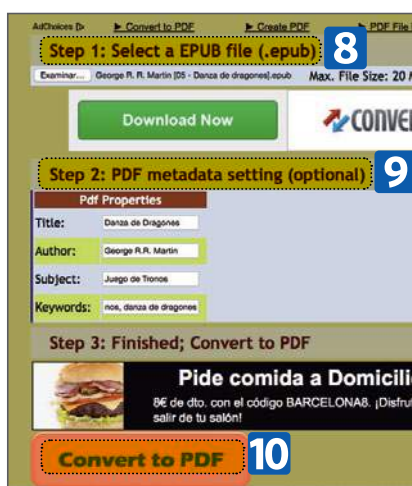 AdChoices ▷ ► Convert to PDF ► Create PDF ► PDF File
Step 1: Select a EPUB file (.epub) 8
Examinar... George R. R. Martin [05 - Danza de dragones].epub Max. File Size: 20
Download Now
Step 2: PDF metadata setting (optional) 9
Pdf Properties
Title: Danza de Dragones
Author: George R.R. Martin
Subject: Juego de Tronos
Keywords: nos, danza de dragones
Step 3: Finished; Convert to PDF
Pide comida a
8€ de dto. con el código BARCELONA8.
salir de tu salón!
Convert to PDF 10